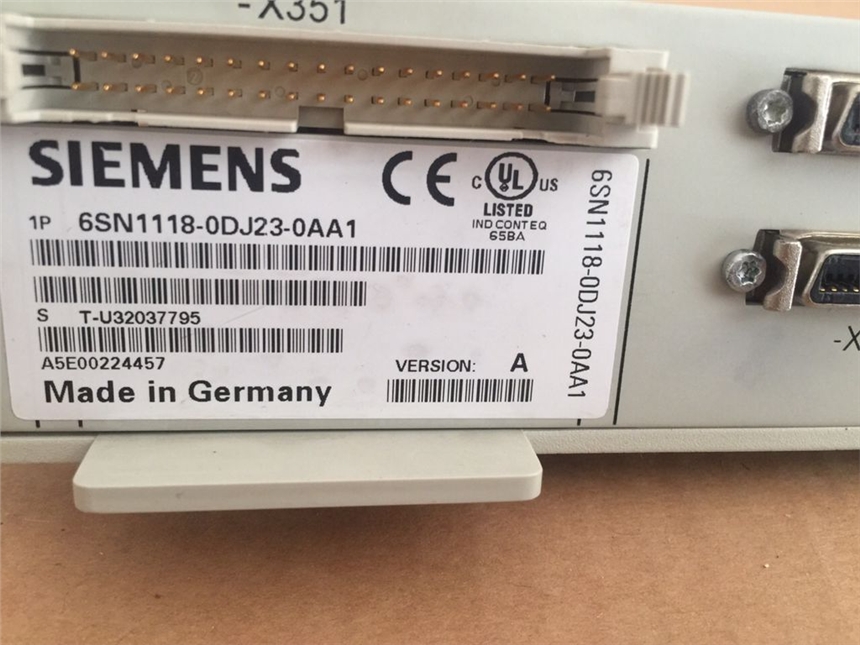 -X351
SIEMENS
CE
C UL US
LISTED
IND CONT EQ
65BA
1P 6SN1118-0DJ23-0AA1
S T-U32037795
A5E00224457
VERSION: A
Made in Germany
6SN1118-0DJ23-0AA1
-X